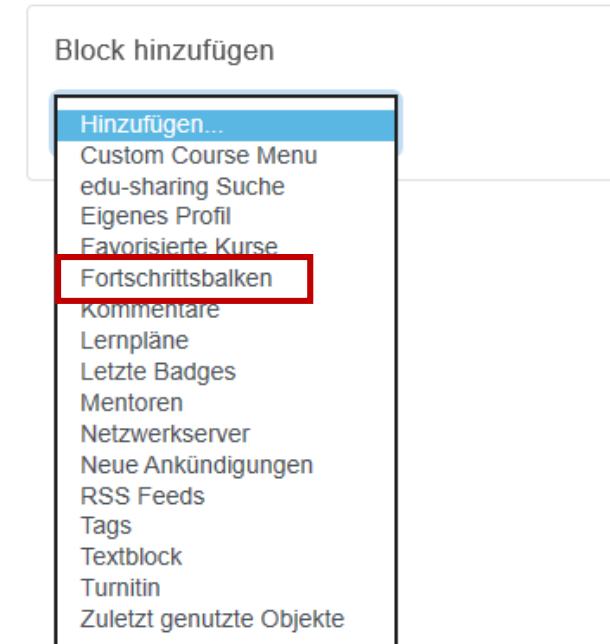 Block hinzufügen
Hinzufügen...
Custom Course Menu
edu-sharing Suche
Eigenes Profil
Favorisierte Kurse
Fortschrittsbalken
Kommentare
Lernpläne
Letzte Badges
Mentoren
Netzwerkserver
Neue Ankündigungen
RSS Feeds
Tags
Textblock
Turnitin
Zuletzt genutzte Objekte